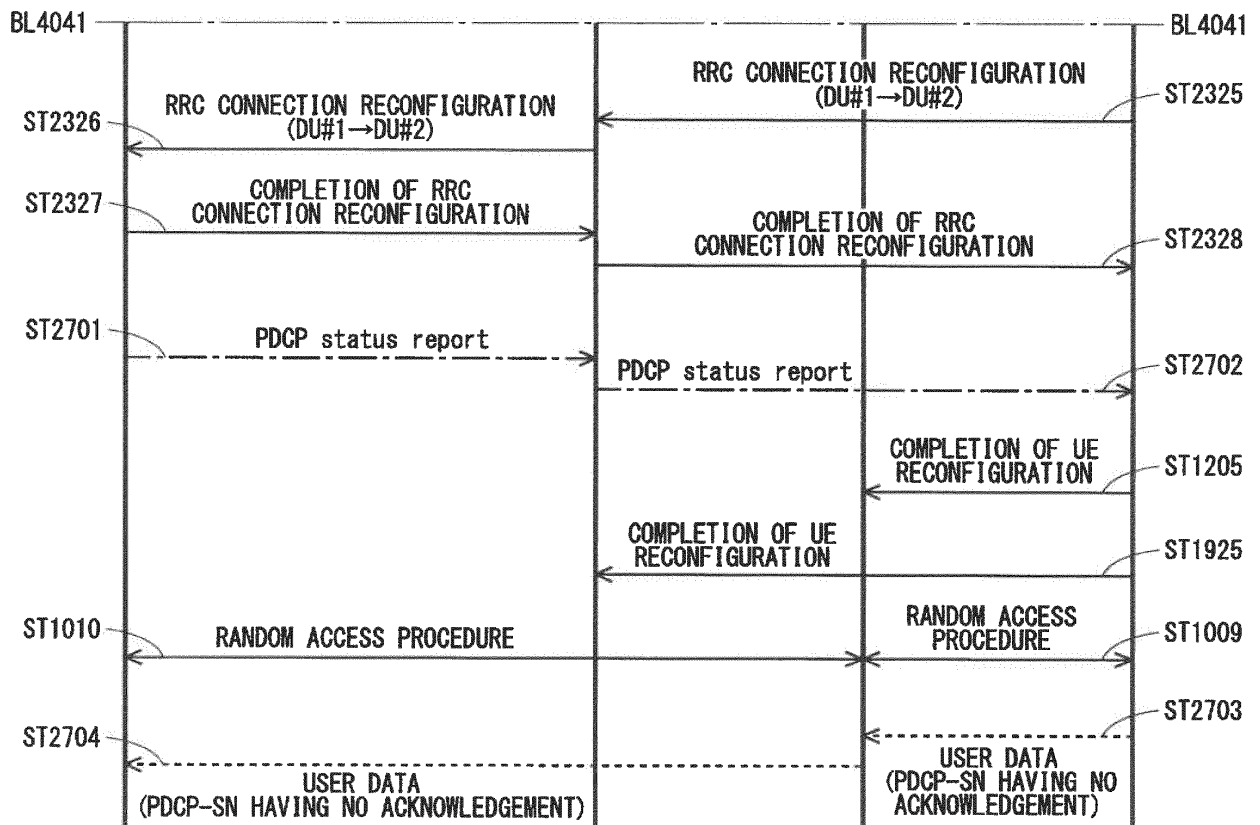 BL4041
BL4041
RRC CONNECTION RECONFIGURATION
(DU#1→DU#2)
ST2325
RRC CONNECTION RECONFIGURATION
(DU#1→DU#2)
ST2326
COMPLETION OF RRC
CONNECTION RECONFIGURATION
ST2327
COMPLETION OF RRC
CONNECTION RECONFIGURATION
ST2328
ST2701
PDCP status report
PDCP status report
ST2702
COMPLETION OF UE
RECONFIGURATION
ST1205
COMPLETION OF UE
RECONFIGURATION
ST1925
ST1010
RANDOM ACCESS PROCEDURE
RANDOM ACCESS
PROCEDURE
ST1009
ST2703
ST2704
USER DATA
(PDCP-SN HAVING NO
ACKNOWLEDGEMENT)
USER DATA
(PDCP-SN HAVING NO ACKNOWLEDGEMENT)